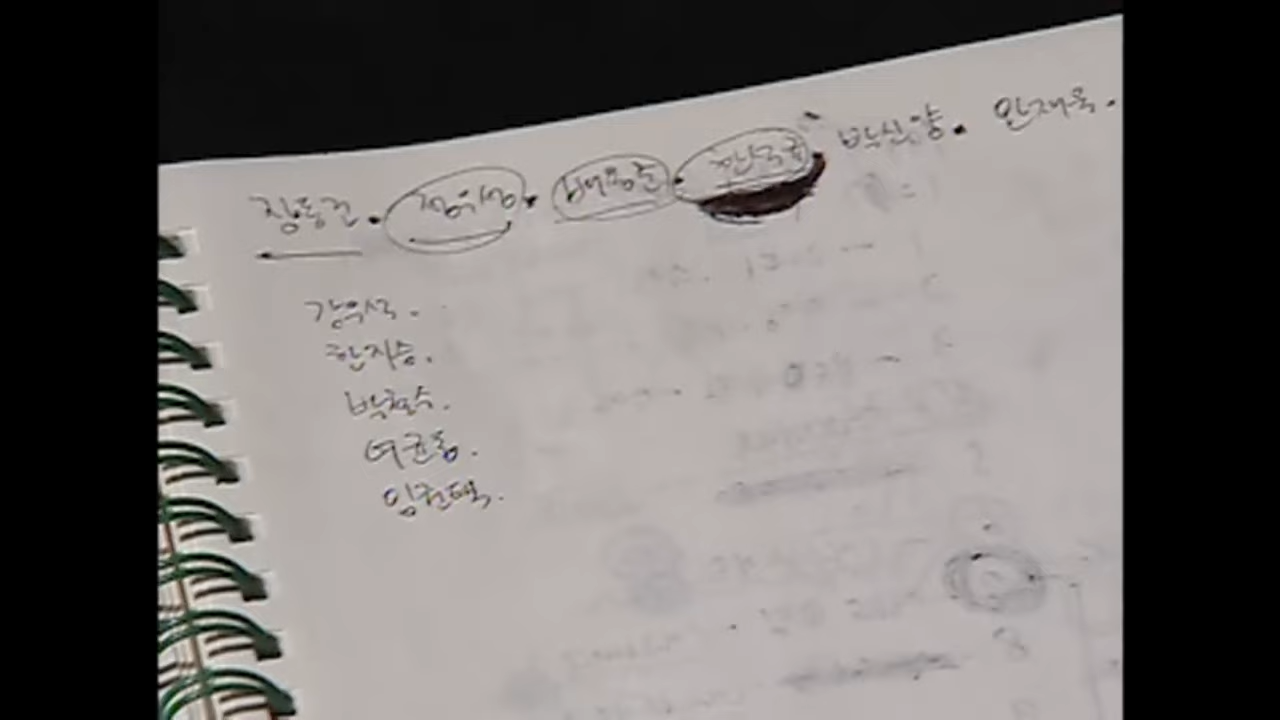 장동건. 정우성. 배용준. 박신양. 안재욱.
강우석.
한지승.
박철수.
여균동.
임권택.